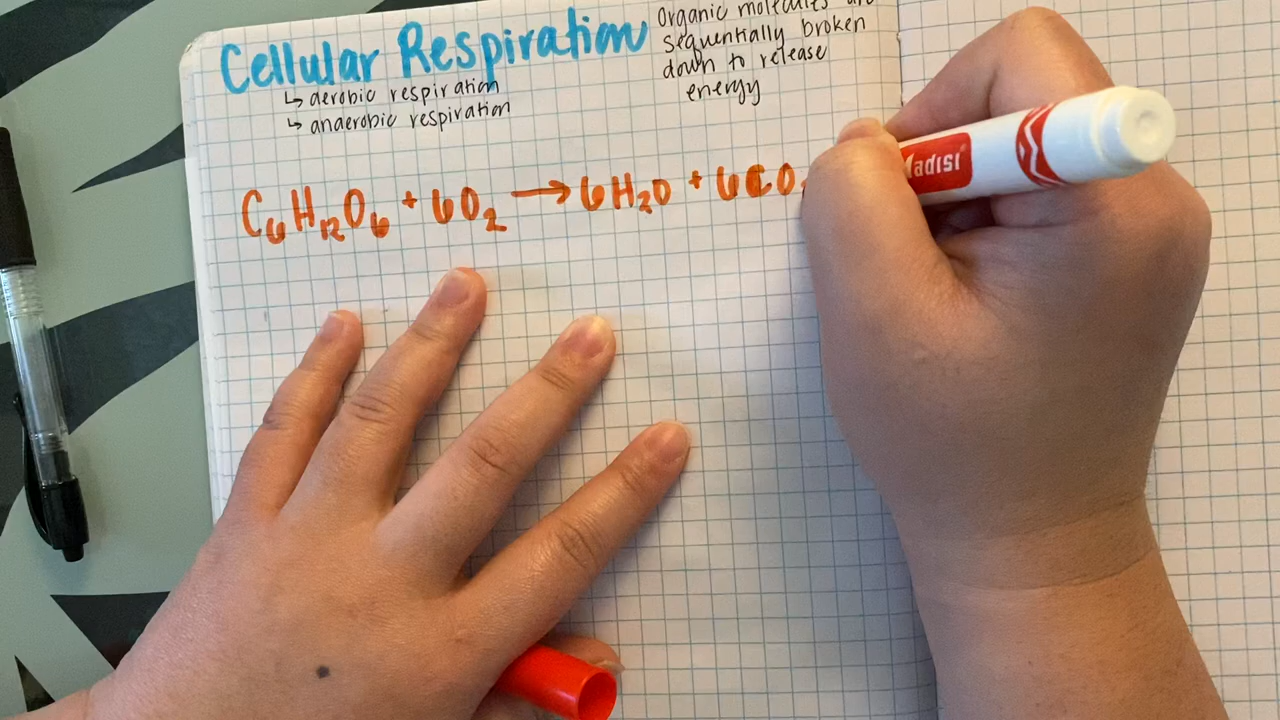 Cellular Respiration
↳ aerobic respiration
↳ anaerobic respiration
Organic molecules are
sequentially broken
down to release
energy
C₆H₁₂O₆ + 6O₂ → 6H₂O + 6CO₂
Madisi